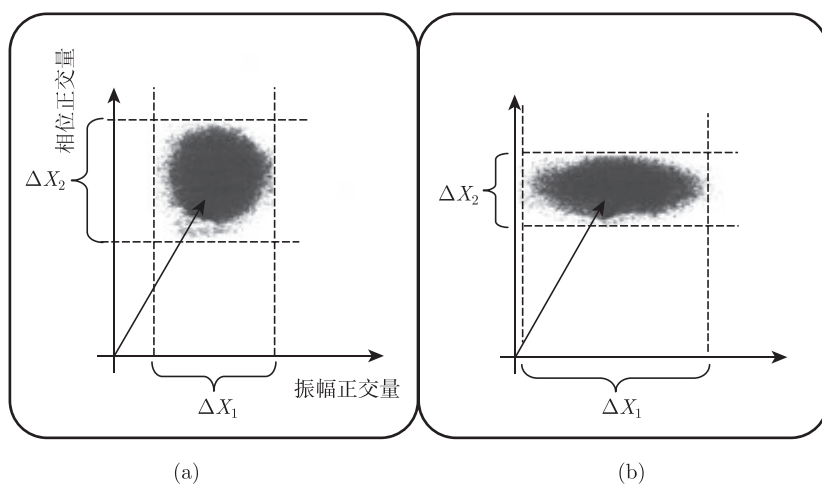 相位正交量
ΔX₂
振幅正交量
ΔX₁
(a)
ΔX₂
ΔX₁
(b)